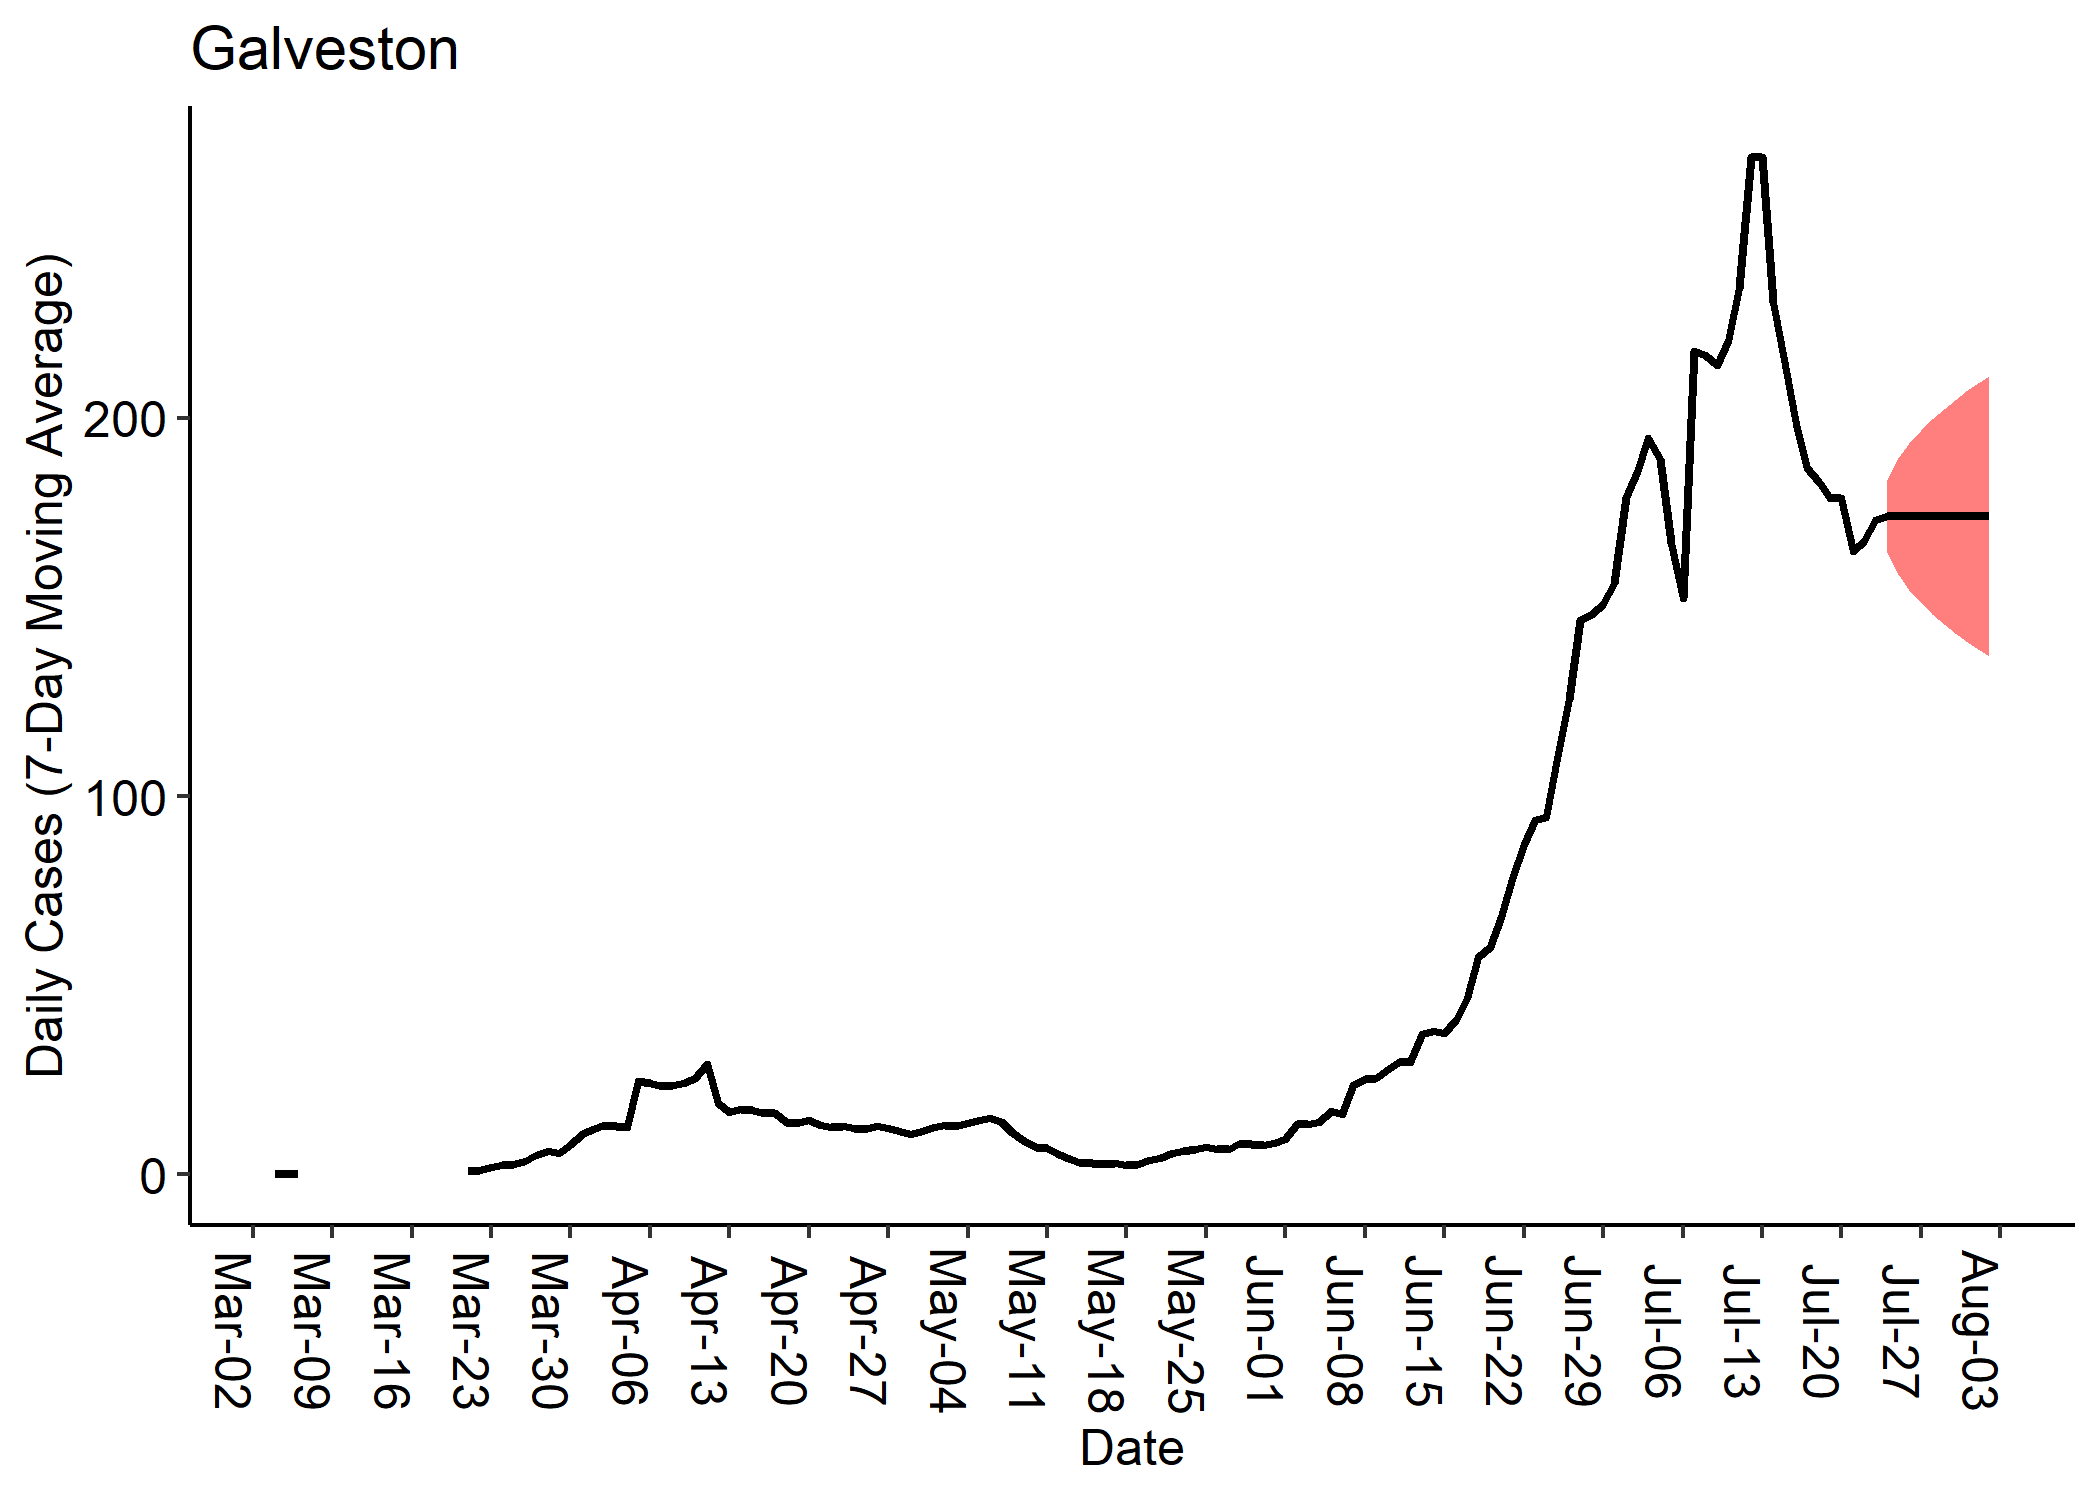 Galveston
Daily Cases (7-Day Moving Average)
200
100
0
Mar-02
Mar-09
Mar-16
Mar-23
Mar-30
Apr-06
Apr-13
Apr-20
Apr-27
May-04
May-11
May-18
May-25
Jun-01
Jun-08
Jun-15
Jun-22
Jun-29
Jul-06
Jul-13
Jul-20
Jul-27
Aug-03
Date